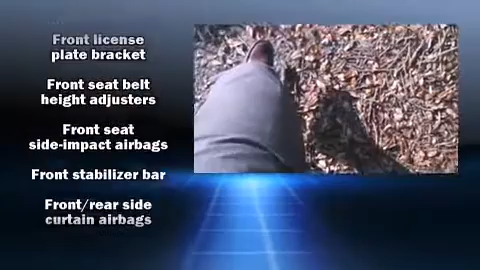 Front license
plate bracket
Front seat belt
height adjusters
Front seat
side-impact airbags
Front stabilizer bar
Front/rear side
curtain airbags